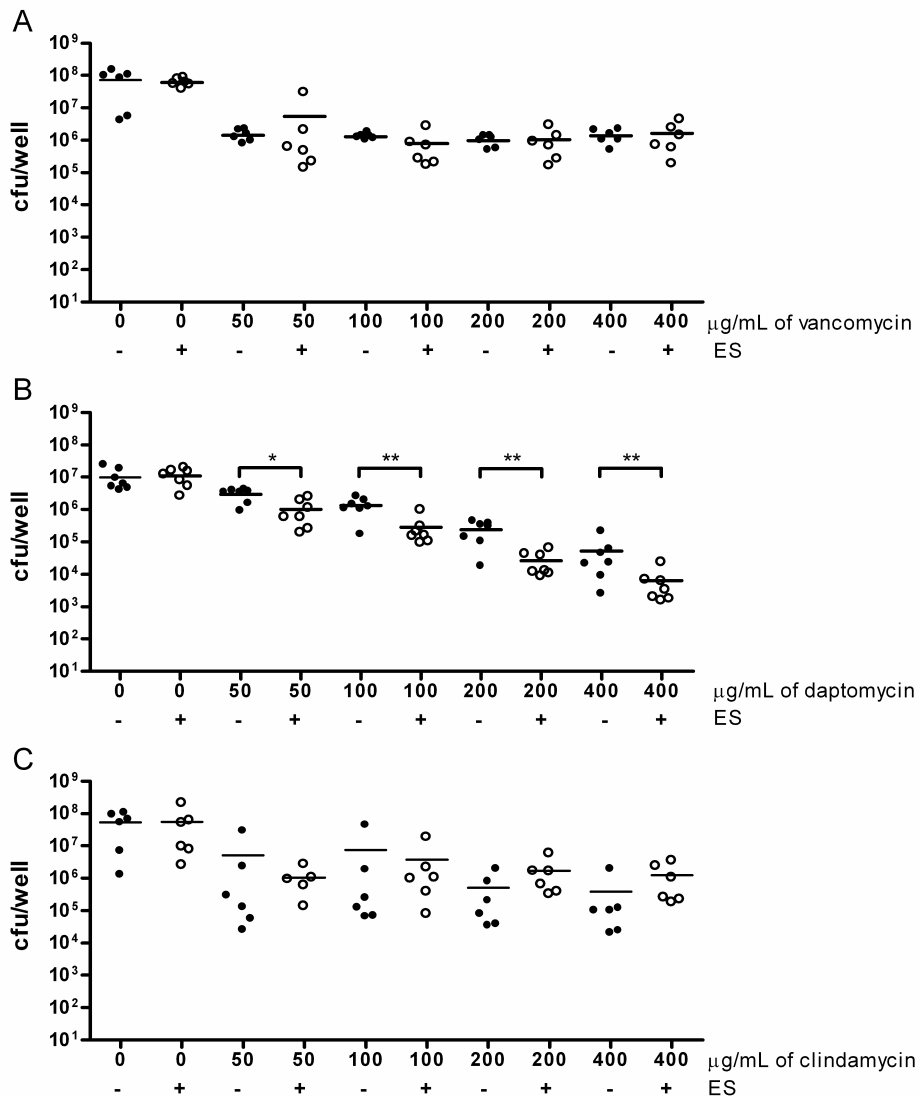 A
10⁹
10⁸
10⁷
10⁶
10⁵
10⁴
10³
10²
10¹
cfu/well
0 0 50 50 100 100 200 200 400 400 μg/mL of vancomycin
- + - + - + - + - + ES
B
10⁹
10⁸
10⁷
10⁶
10⁵
10⁴
10³
10²
10¹
cfu/well
* ** ** **
0 0 50 50 100 100 200 200 400 400 μg/mL of daptomycin
- + - + - + - + - + ES
C
10⁹
10⁸
10⁷
10⁶
10⁵
10⁴
10³
10²
10¹
cfu/well
0 0 50 50 100 100 200 200 400 400 μg/mL of clindamycin
- + - + - + - + - + ES